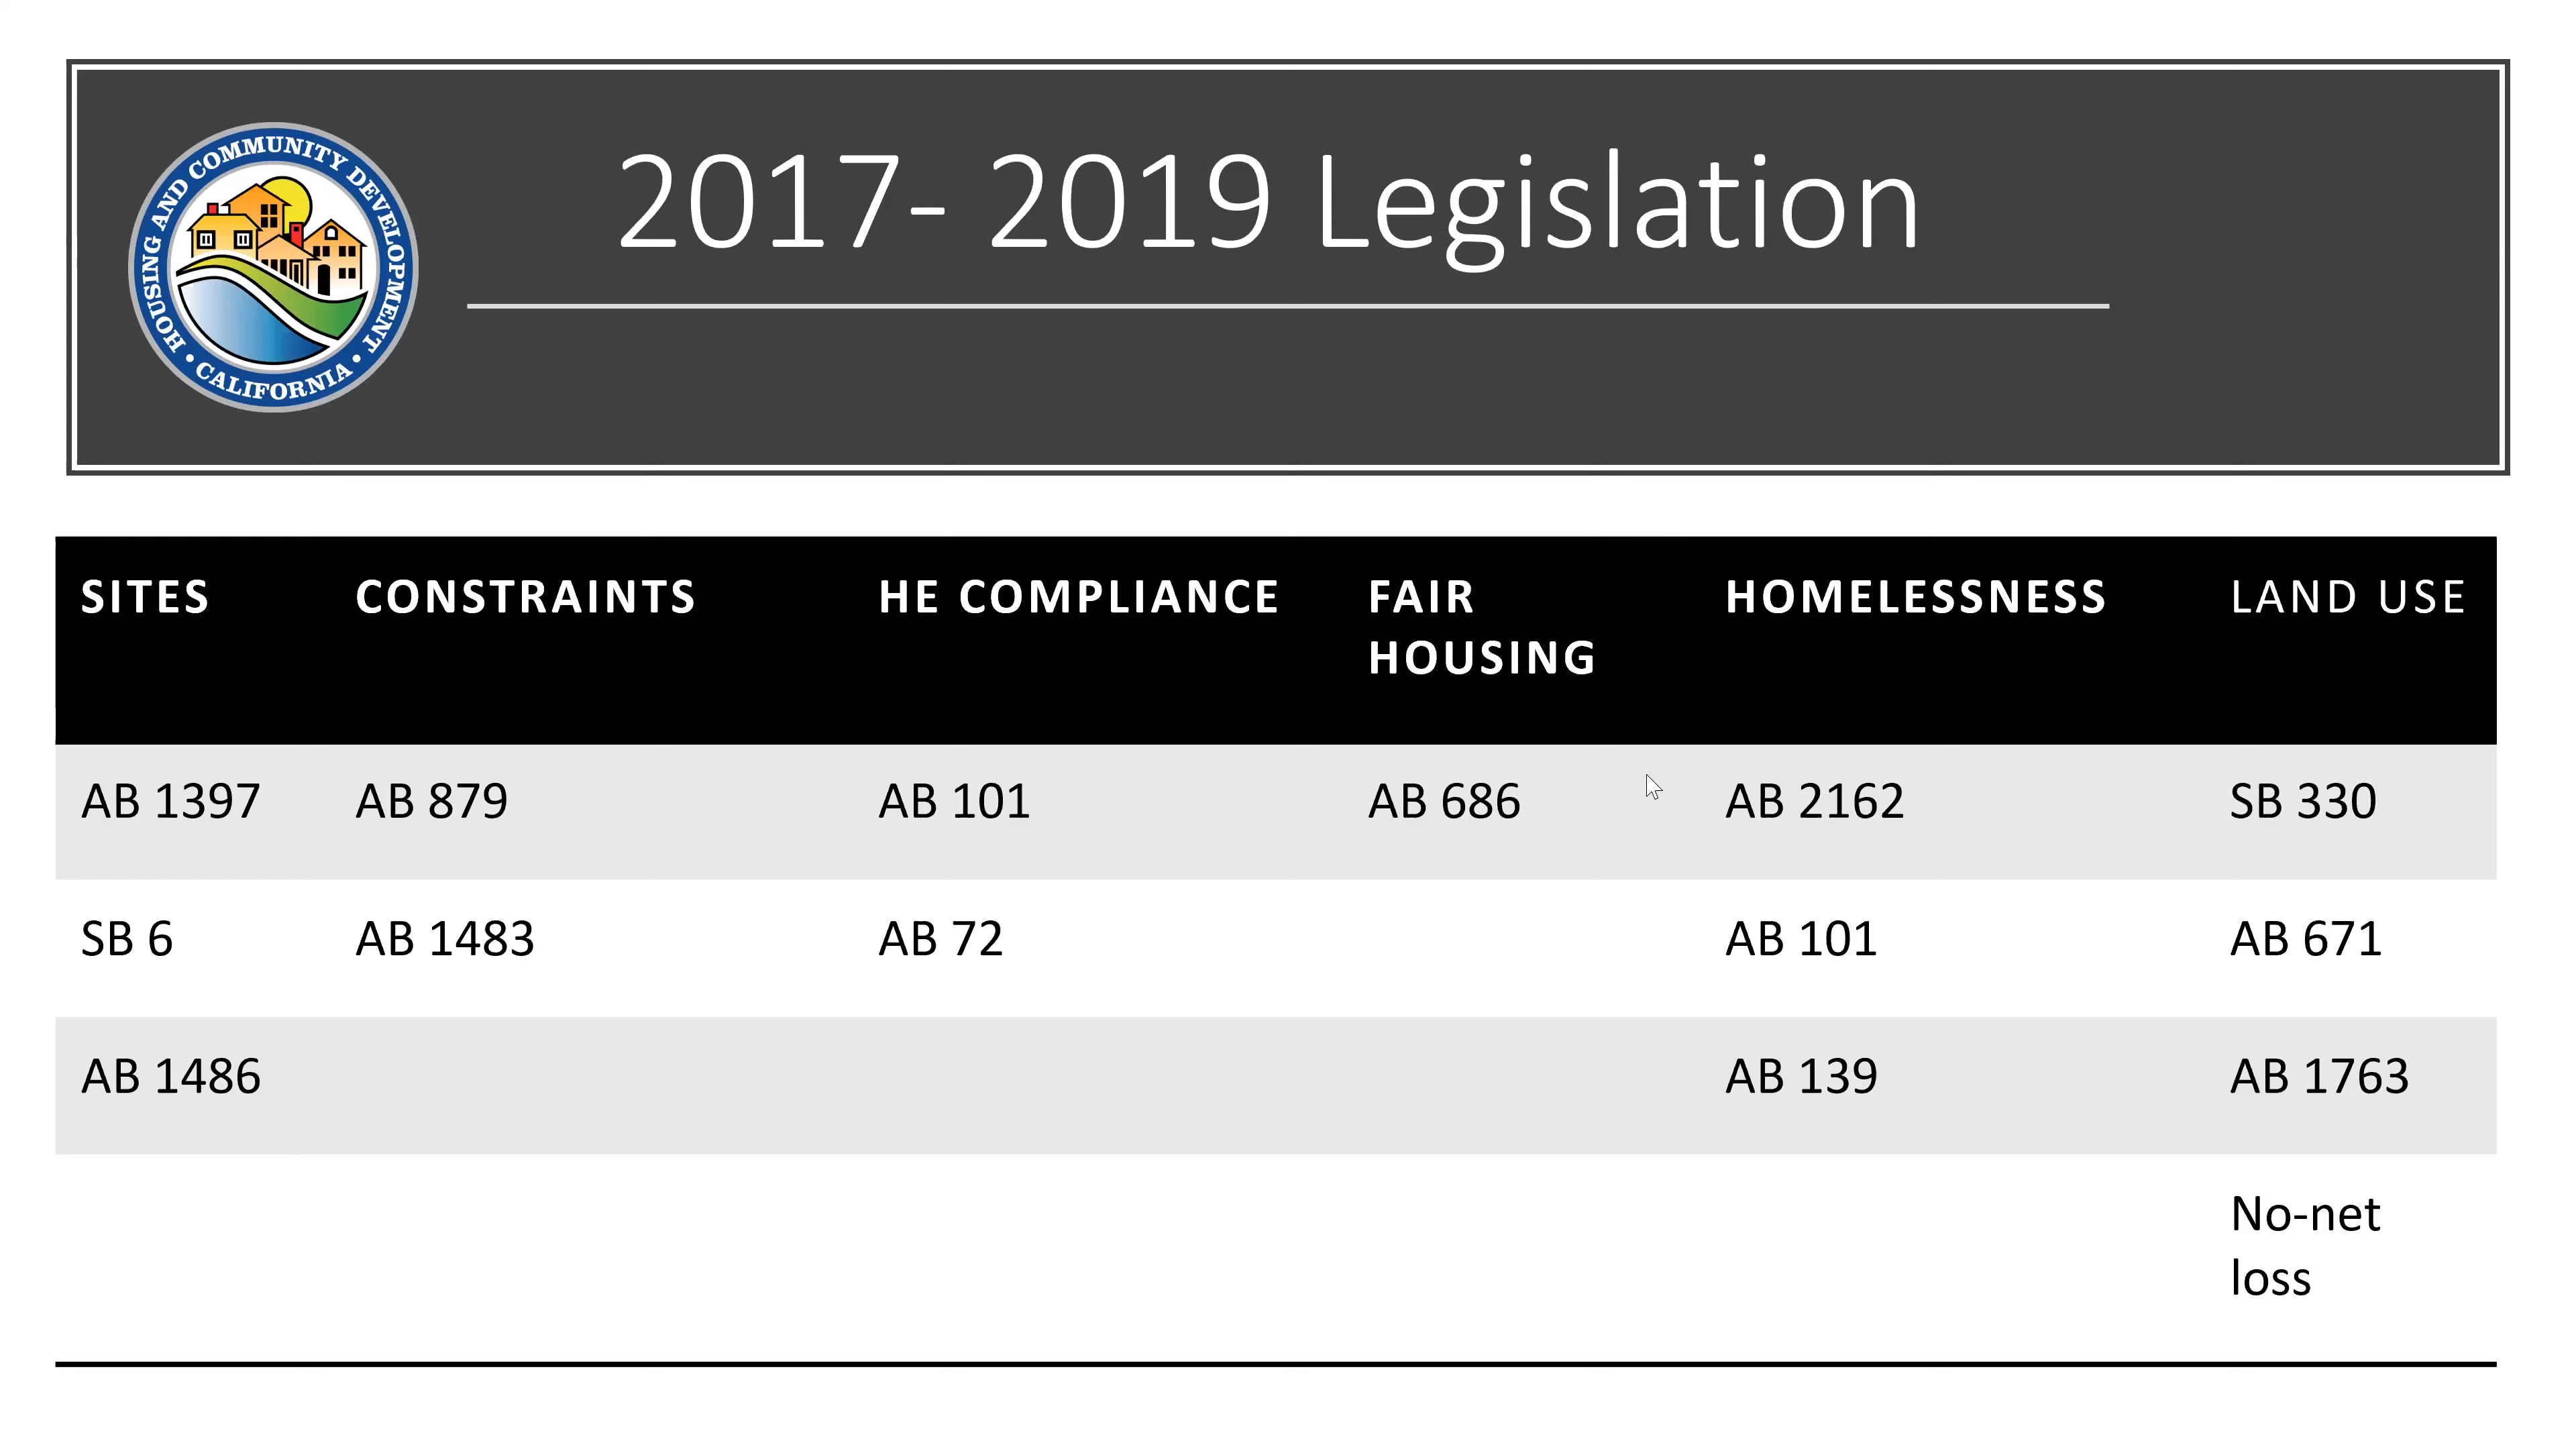 HOUSING AND COMMUNITY DEVELOPMENT
• CALIFORNIA •
2017- 2019 Legislation
SITES CONSTRAINTS HE COMPLIANCE FAIR HOUSING HOMELESSNESS LAND USE
AB 1397 AB 879 AB 101 AB 686 AB 2162 SB 330
SB 6 AB 1483 AB 72 AB 101 AB 671
AB 1486 AB 139 AB 1763
No-net
loss